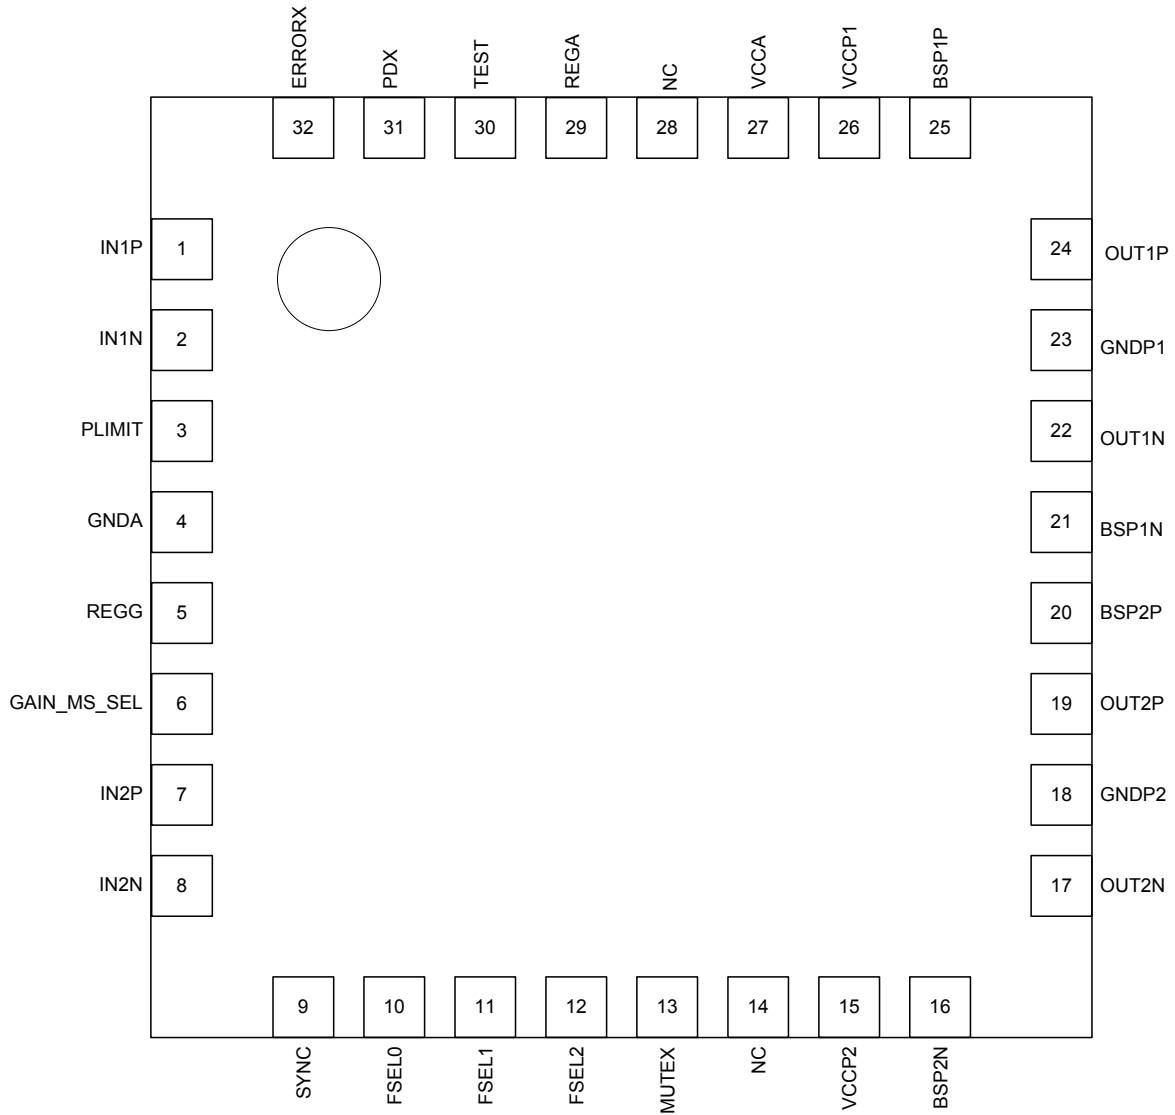 ERRORX
PDX
TEST
REGA
NC
VCCA
VCCP1
BSP1P
32
31
30
29
28
27
26
25
IN1P
1
24
OUT1P
IN1N
2
23
GNDP1
PLIMIT
3
22
OUT1N
GNDA
4
21
BSP1N
REGG
5
20
BSP2P
GAIN_MS_SEL
6
19
OUT2P
IN2P
7
18
GNDP2
IN2N
8
17
OUT2N
9
10
11
12
13
14
15
16
SYNC
FSEL0
FSEL1
FSEL2
MUTEX
NC
VCCP2
BSP2N